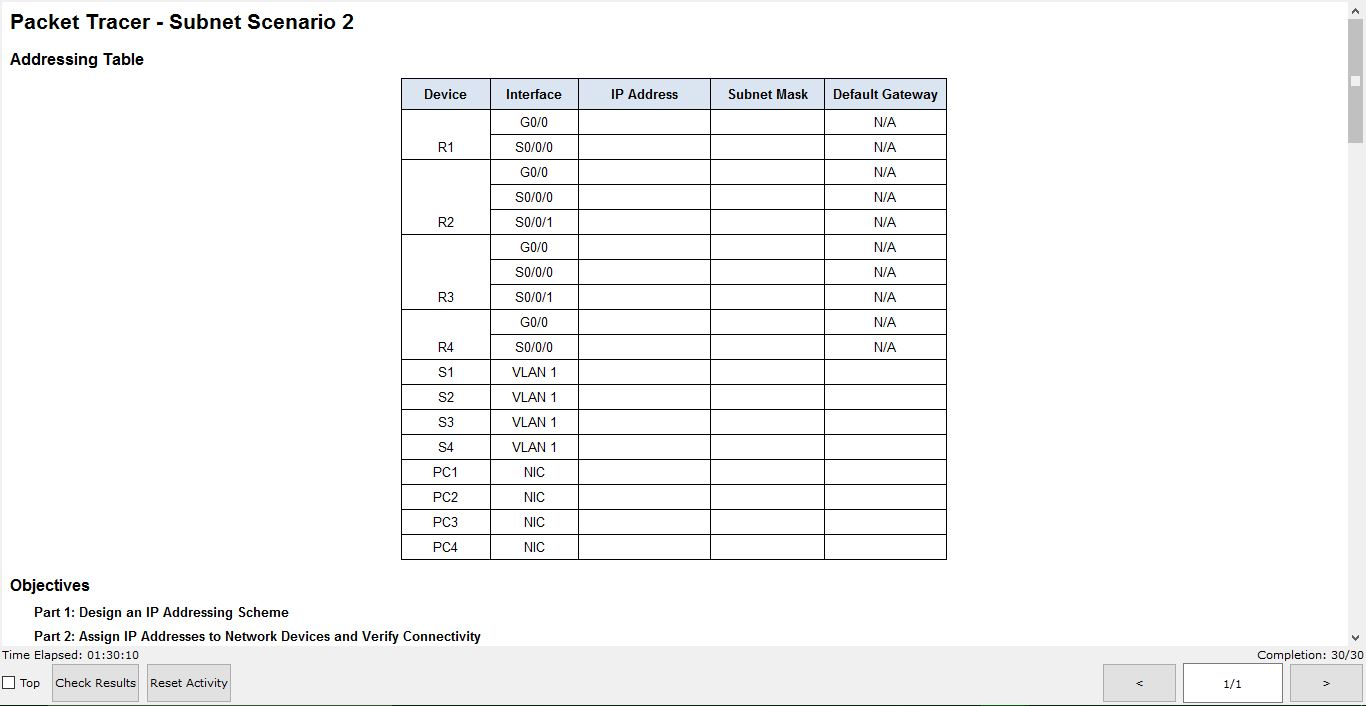 Packet Tracer - Subnet Scenario 2
Addressing Table
Device Interface IP Address Subnet Mask Default Gateway
G0/0 N/A
R1 S0/0/0 N/A
G0/0 N/A
S0/0/0 N/A
R2 S0/0/1 N/A
G0/0 N/A
S0/0/0 N/A
R3 S0/0/1 N/A
G0/0 N/A
R4 S0/0/0 N/A
S1 VLAN 1
S2 VLAN 1
S3 VLAN 1
S4 VLAN 1
PC1 NIC
PC2 NIC
PC3 NIC
PC4 NIC
Objectives
Part 1: Design an IP Addressing Scheme
Part 2: Assign IP Addresses to Network Devices and Verify Connectivity
Time Elapsed: 01:30:10 Completion: 30/30
Top Check Results Reset Activity < 1/1 >